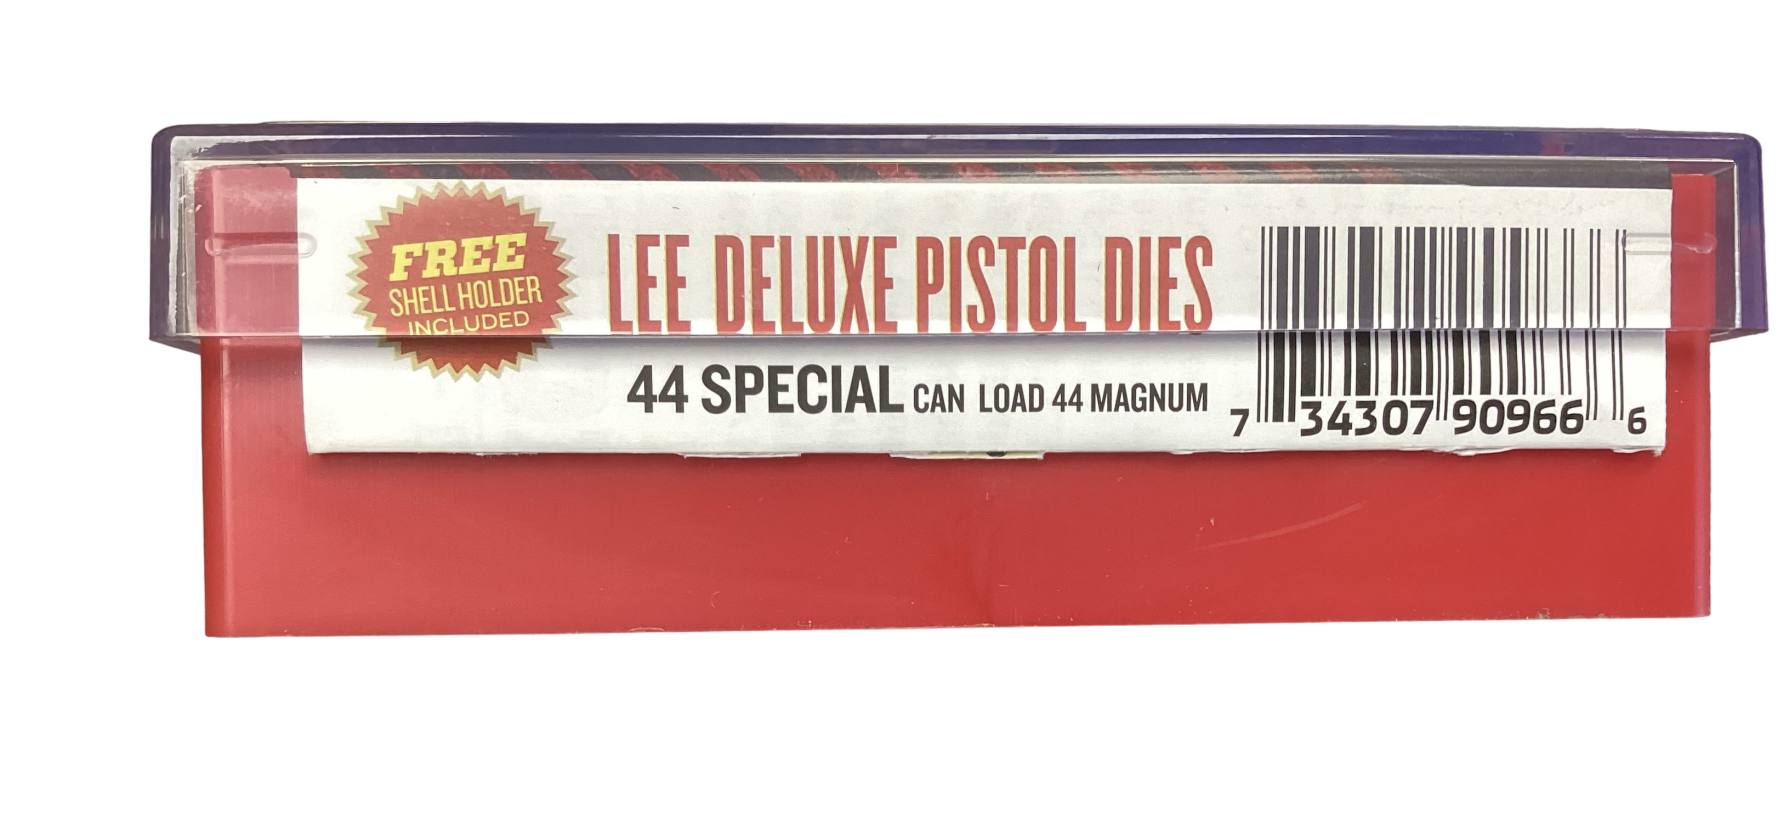 FREE
SHELL HOLDER
INCLUDED
LEE DELUXE PISTOL DIES
44 SPECIAL CAN LOAD 44 MAGNUM
7 34307 90966 6